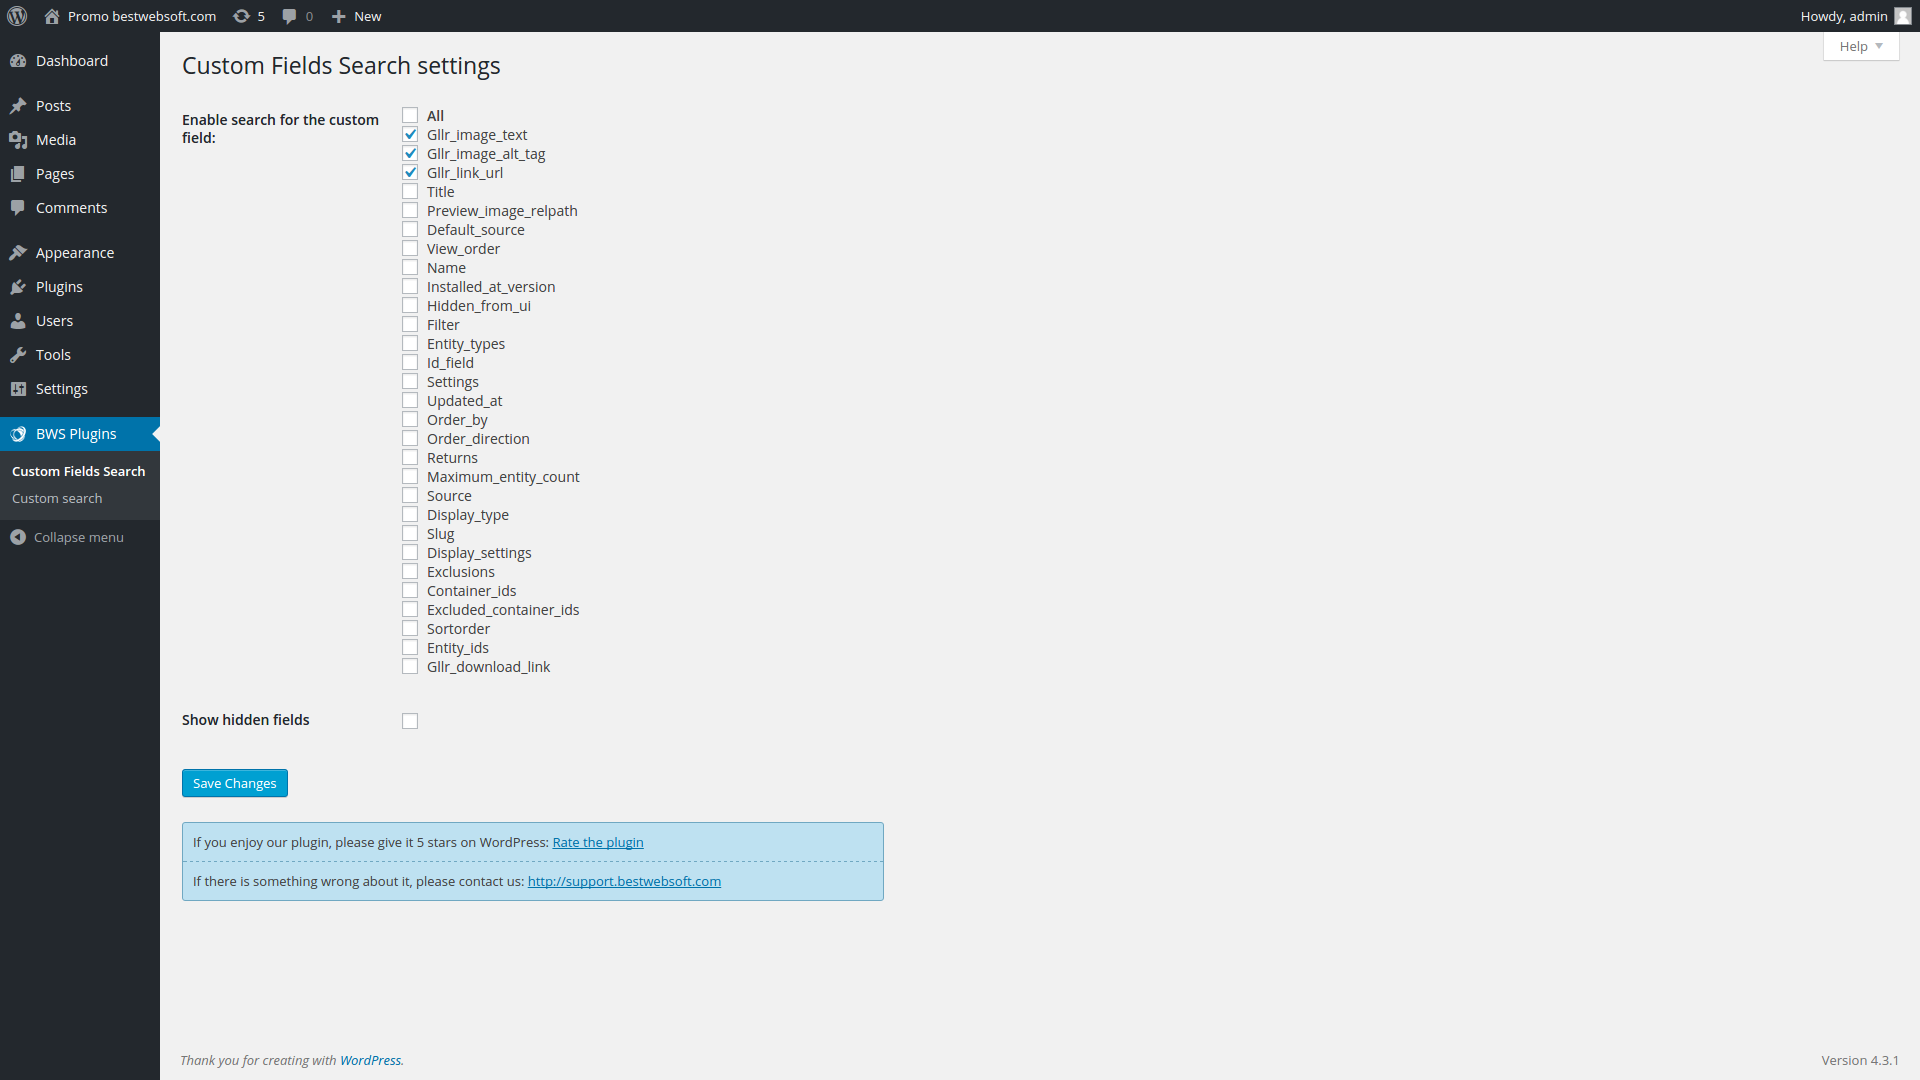 Promo bestwebsoft.com 5 0 New Howdy, admin
Help
Dashboard
Posts
Media
Pages
Comments
Appearance
Plugins
Users
Tools
Settings
BWS Plugins
Custom Fields Search
Custom search
Collapse menu
Custom Fields Search settings
Enable search for the custom
field:
All
Gllr_image_text
Gllr_image_alt_tag
Gllr_link_url
Title
Preview_image_relpath
Default_source
View_order
Name
Installed_at_version
Hidden_from_ui
Filter
Entity_types
Id_field
Settings
Updated_at
Order_by
Order_direction
Returns
Maximum_entity_count
Source
Display_type
Slug
Display_settings
Exclusions
Container_ids
Excluded_container_ids
Sortorder
Entity_ids
Gllr_download_link
Show hidden fields
Save Changes
If you enjoy our plugin, please give it 5 stars on WordPress: Rate the plugin
If there is something wrong about it, please contact us: http://support.bestwebsoft.com
Thank you for creating with WordPress.
Version 4.3.1